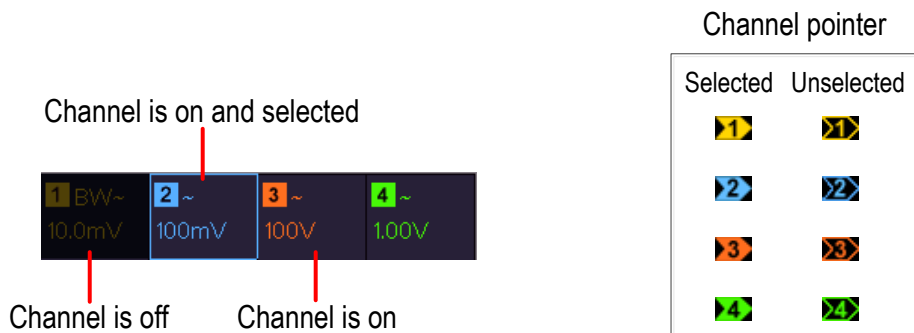 Channel pointer
Selected Unselected
Channel is on and selected
1 1
1 BW~ 2 ~ 3 ~ 4 ~
2 2
10.0mV 100mV 100V 1.00V
3 3
Channel is off Channel is on
4 4